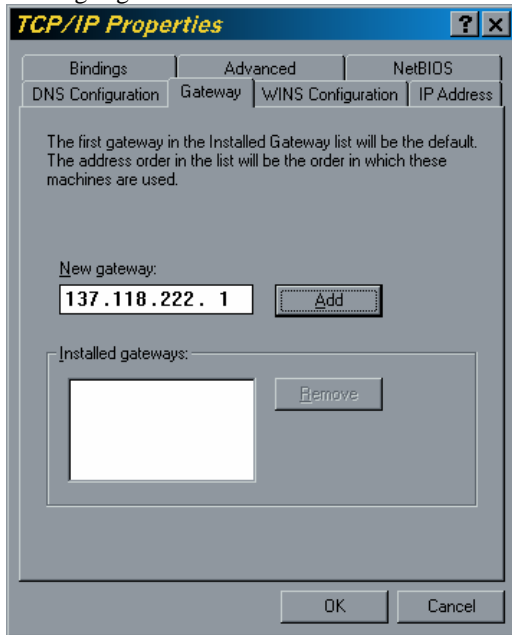 TCP/IP Properties ? ×
Bindings Advanced NetBIOS
DNS Configuration Gateway WINS Configuration IP Address
The first gateway in the Installed Gateway list will be the default.
The address order in the list will be the order in which these
machines are used.
New gateway:
137.118.222. 1 Add
Installed gateways:
Remove
OK Cancel